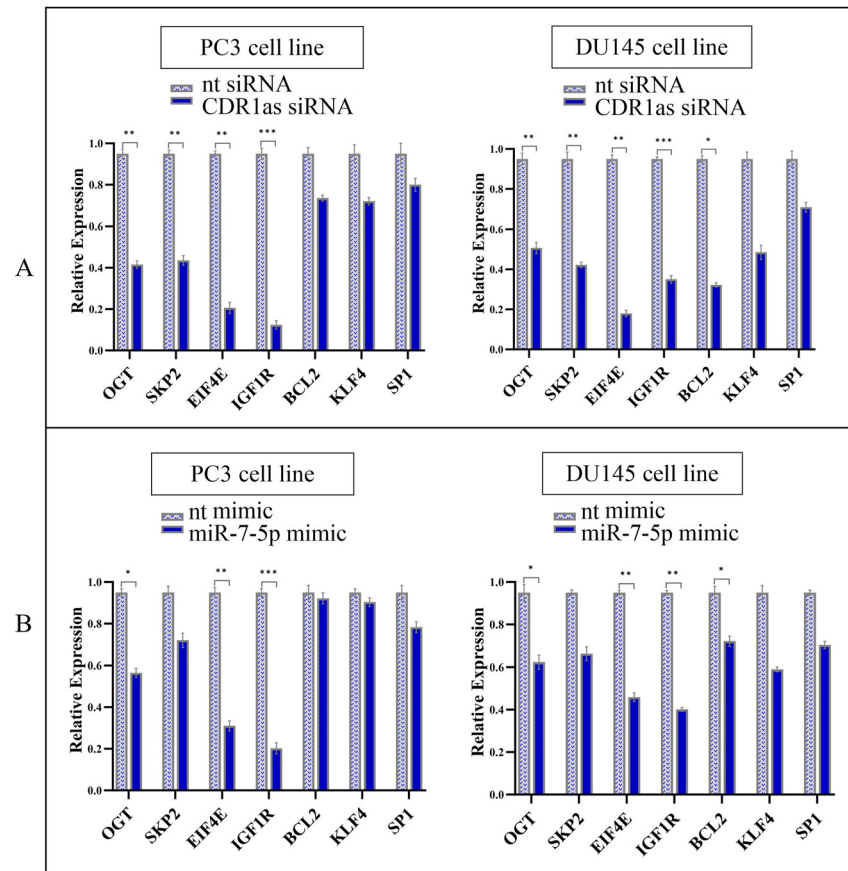 A
PC3 cell line
nt siRNA
CDR1as siRNA
Relative Expression
1.0
0.8
0.6
0.4
0.2
0.0
** ** ** ***
OGT SKP2 EIF4E IGF1R BCL2 KLF4 SP1
DU145 cell line
nt siRNA
CDR1as siRNA
Relative Expression
1.0
0.8
0.6
0.4
0.2
0.0
** ** ** *** *
OGT SKP2 EIF4E IGF1R BCL2 KLF4 SP1
B
PC3 cell line
nt mimic
miR-7-5p mimic
Relative Expression
1.0
0.8
0.6
0.4
0.2
0.0
* ** ***
OGT SKP2 EIF4E IGF1R BCL2 KLF4 SP1
DU145 cell line
nt mimic
miR-7-5p mimic
Relative Expression
1.0
0.8
0.6
0.4
0.2
0.0
* ** ** *
OGT SKP2 EIF4E IGF1R BCL2 KLF4 SP1